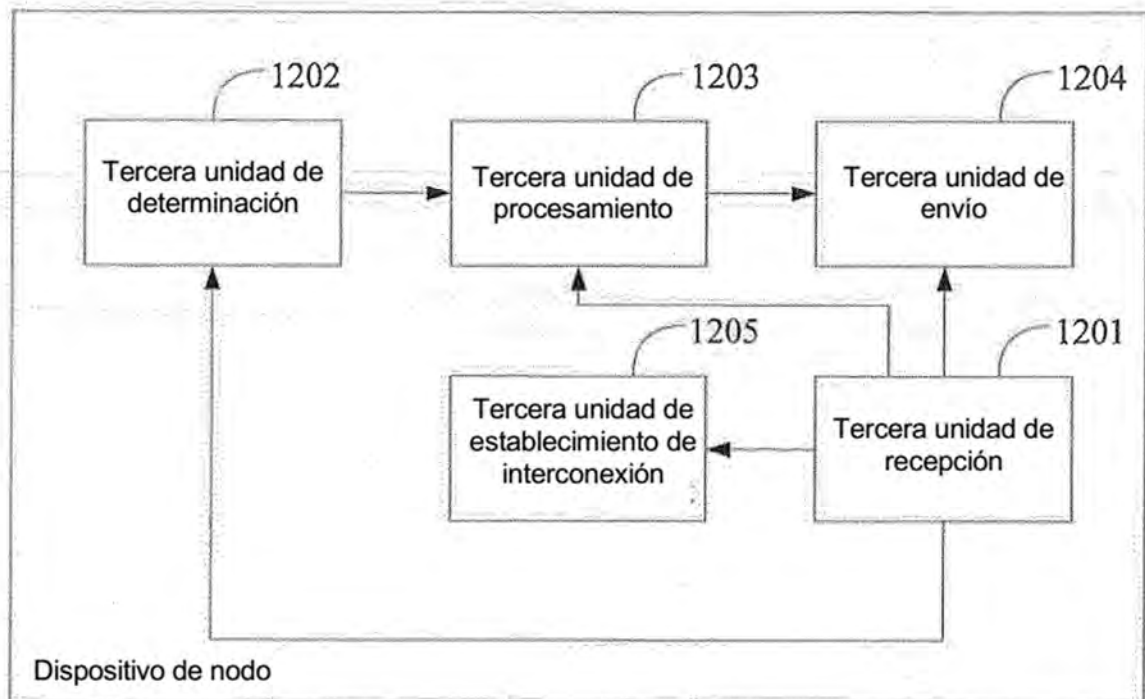 1202
1203
1204
Tercera unidad de
determinación
Tercera unidad de
procesamiento
Tercera unidad de
envío
1205
1201
Tercera unidad de
establecimiento de
interconexión
Tercera unidad de
recepción
Dispositivo de nodo